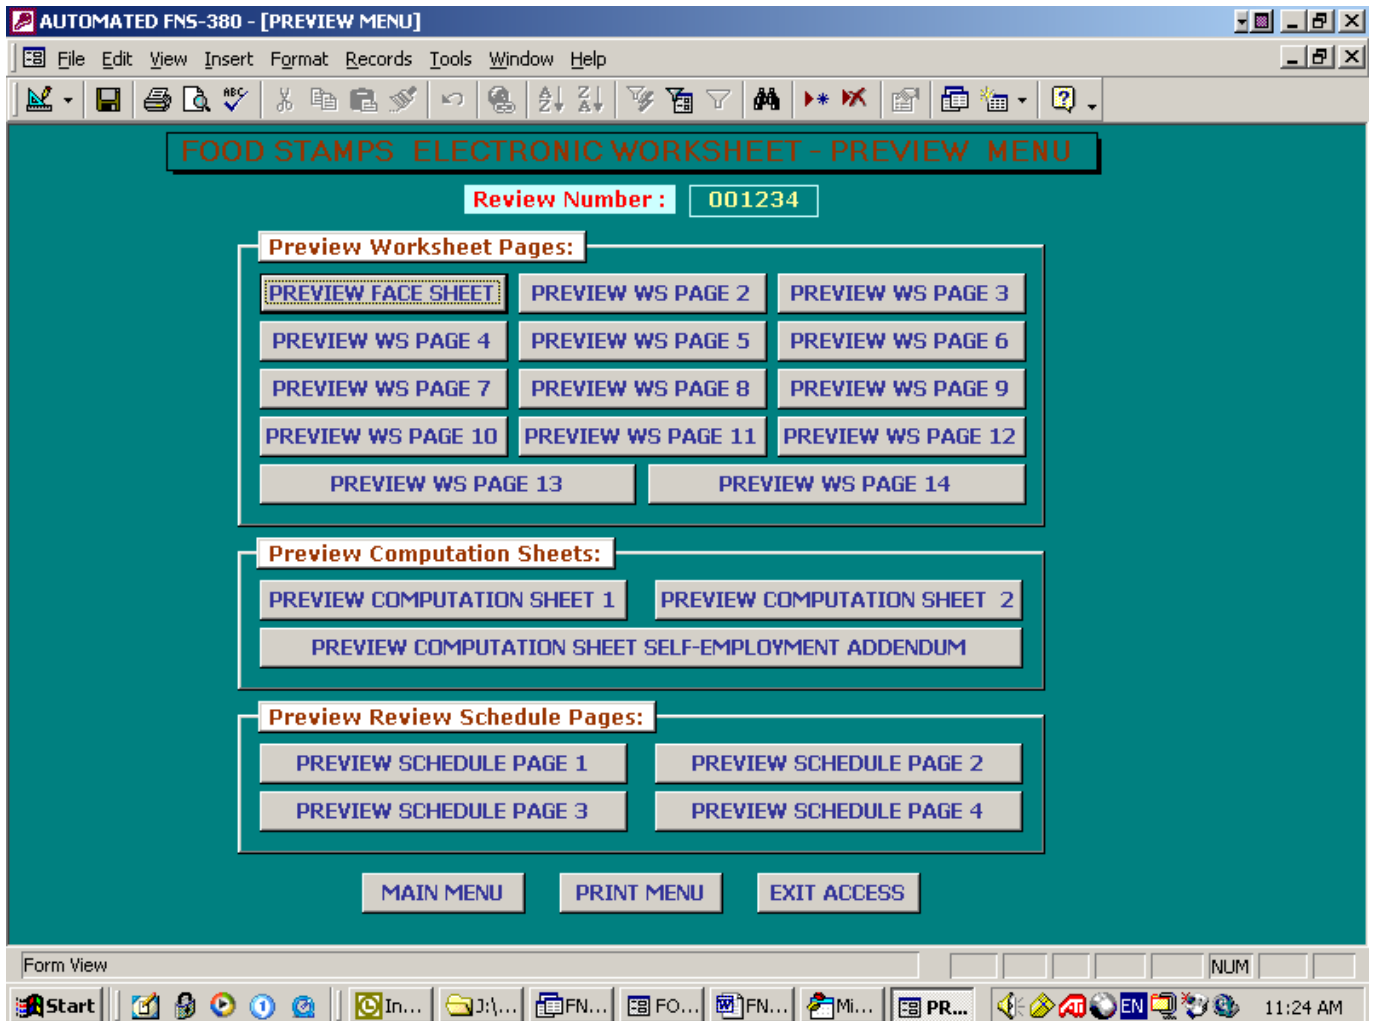 AUTOMATED FNS-380 - [PREVIEW MENU]
File Edit View Insert Format Records Tools Window Help
FOOD STAMPS ELECTRONIC WORKSHEET - PREVIEW MENU
Review Number : 001234
Preview Worksheet Pages:
PREVIEW FACE SHEET PREVIEW WS PAGE 2 PREVIEW WS PAGE 3
PREVIEW WS PAGE 4 PREVIEW WS PAGE 5 PREVIEW WS PAGE 6
PREVIEW WS PAGE 7 PREVIEW WS PAGE 8 PREVIEW WS PAGE 9
PREVIEW WS PAGE 10 PREVIEW WS PAGE 11 PREVIEW WS PAGE 12
PREVIEW WS PAGE 13 PREVIEW WS PAGE 14
Preview Computation Sheets:
PREVIEW COMPUTATION SHEET 1 PREVIEW COMPUTATION SHEET 2
PREVIEW COMPUTATION SHEET SELF-EMPLOYMENT ADDENDUM
Preview Review Schedule Pages:
PREVIEW SCHEDULE PAGE 1 PREVIEW SCHEDULE PAGE 2
PREVIEW SCHEDULE PAGE 3 PREVIEW SCHEDULE PAGE 4
MAIN MENU PRINT MENU EXIT ACCESS
Form View NUM
Start In... J:\... FN... FO... FN... Mi... PR... EN 11:24 AM